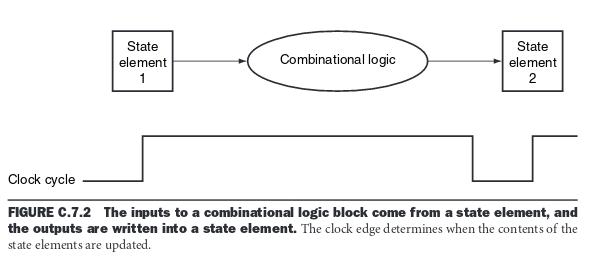 State
element
1
Combinational logic
State
element
2
Clock cycle
FIGURE C.7.2 The inputs to a combinational logic block come from a state element, and
the outputs are written into a state element. The clock edge determines when the contents of
the state elements are updated.